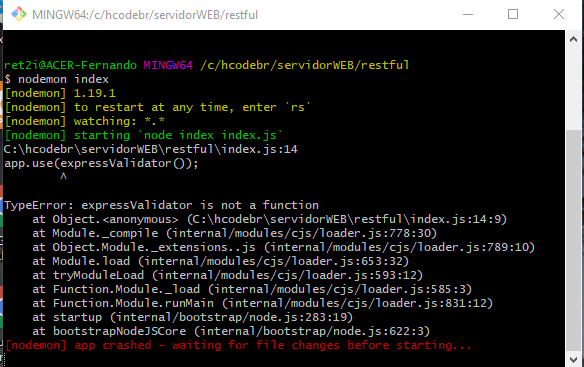 MINGW64:/c/hcodebr/servidorWEB/restful
ret2i@ACER-Fernando MINGW64 /c/hcodebr/servidorWEB/restful
$ nodemon index
[nodemon] 1.19.1
[nodemon] to restart at any time, enter `rs`
[nodemon] watching: *.*
[nodemon] starting `node index index.js`
C:\hcodebr\servidorWEB\restful\index.js:14
app.use(expressValidator());
^
TypeError: expressValidator is not a function
at Object.<anonymous> (C:\hcodebr\servidorWEB\restful\index.js:14:9)
at Module._compile (internal/modules/cjs/loader.js:778:30)
at Object.Module._extensions..js (internal/modules/cjs/loader.js:789:10)
at Module.load (internal/modules/cjs/loader.js:653:32)
at tryModuleLoad (internal/modules/cjs/loader.js:593:12)
at Function.Module._load (internal/modules/cjs/loader.js:585:3)
at Function.Module.runMain (internal/modules/cjs/loader.js:831:12)
at startup (internal/bootstrap/node.js:283:19)
at bootstrapNodeJSCore (internal/bootstrap/node.js:622:3)
[nodemon] app crashed - waiting for file changes before starting...